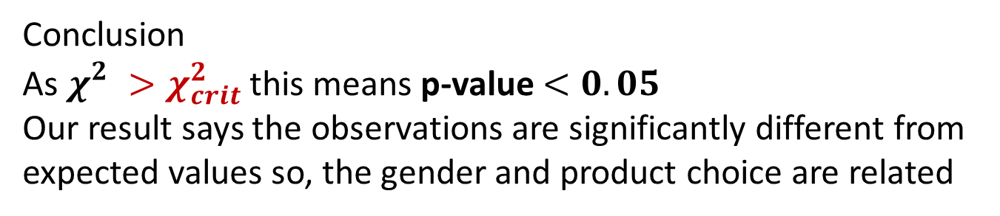 Conclusion
As χ² > χ²crit this means p-value < 0.05
Our result says the observations are significantly different from
expected values so, the gender and product choice are related